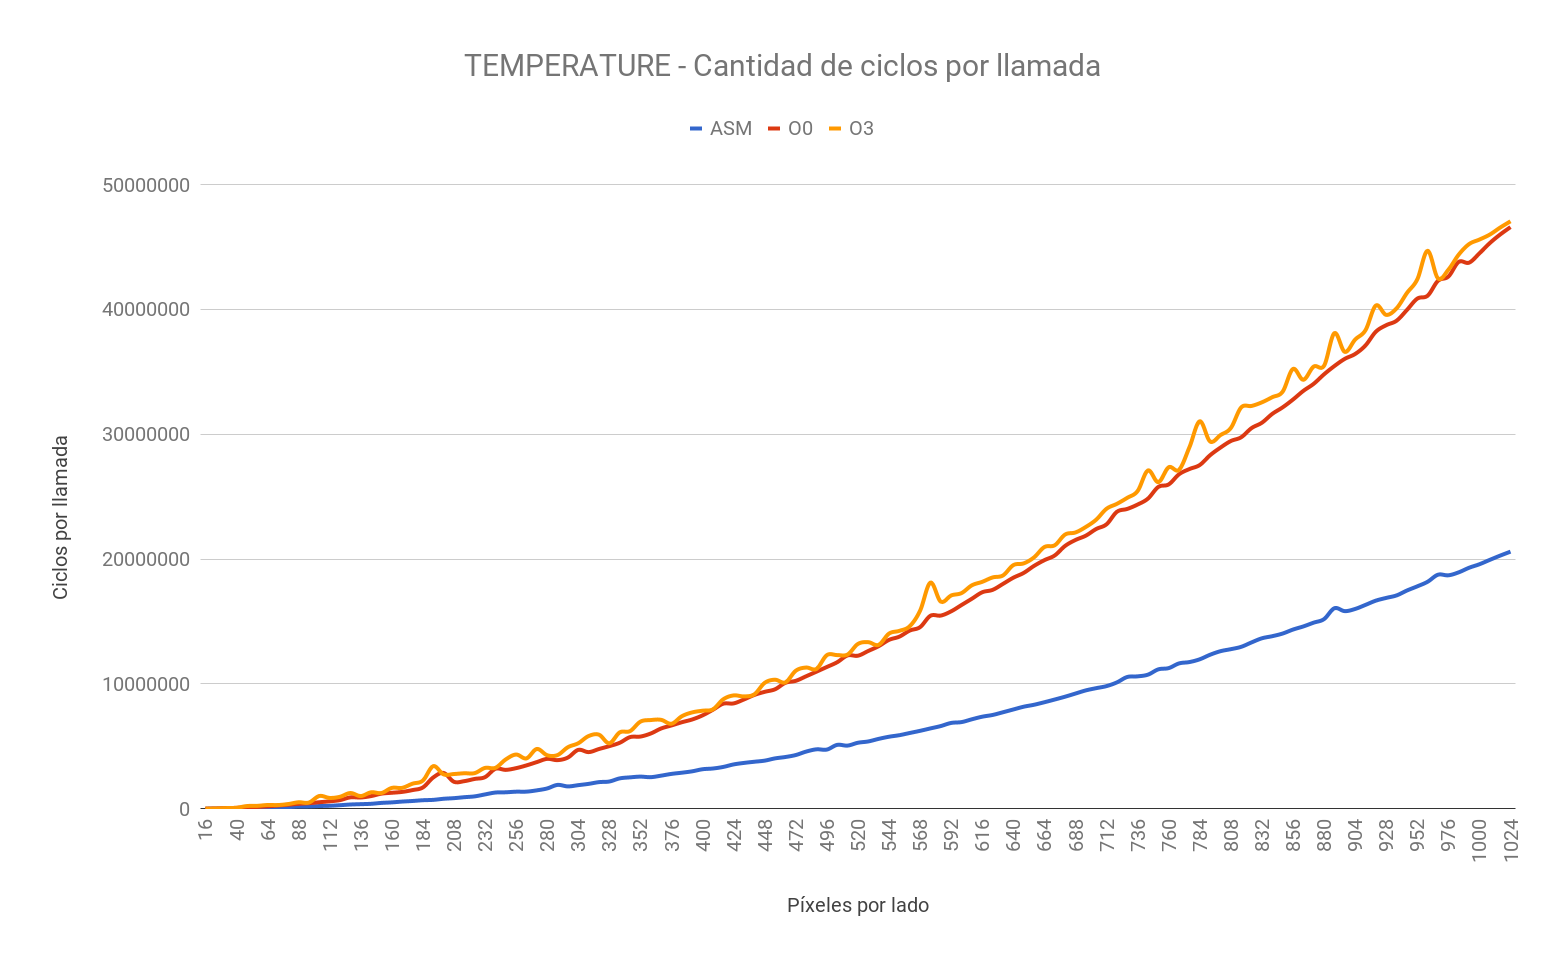 TEMPERATURE - Cantidad de ciclos por llamada
ASM O0 O3
50000000
40000000
30000000
20000000
10000000
0
Ciclos por llamada
16 40 64 88 112 136 160 184 208 232 256 280 304 328 352 376 400 424 448 472 496 520 544 568 592 616 640 664 688 712 736 760 784 808 832 856 880 904 928 952 976 1000 1024
Píxeles por lado